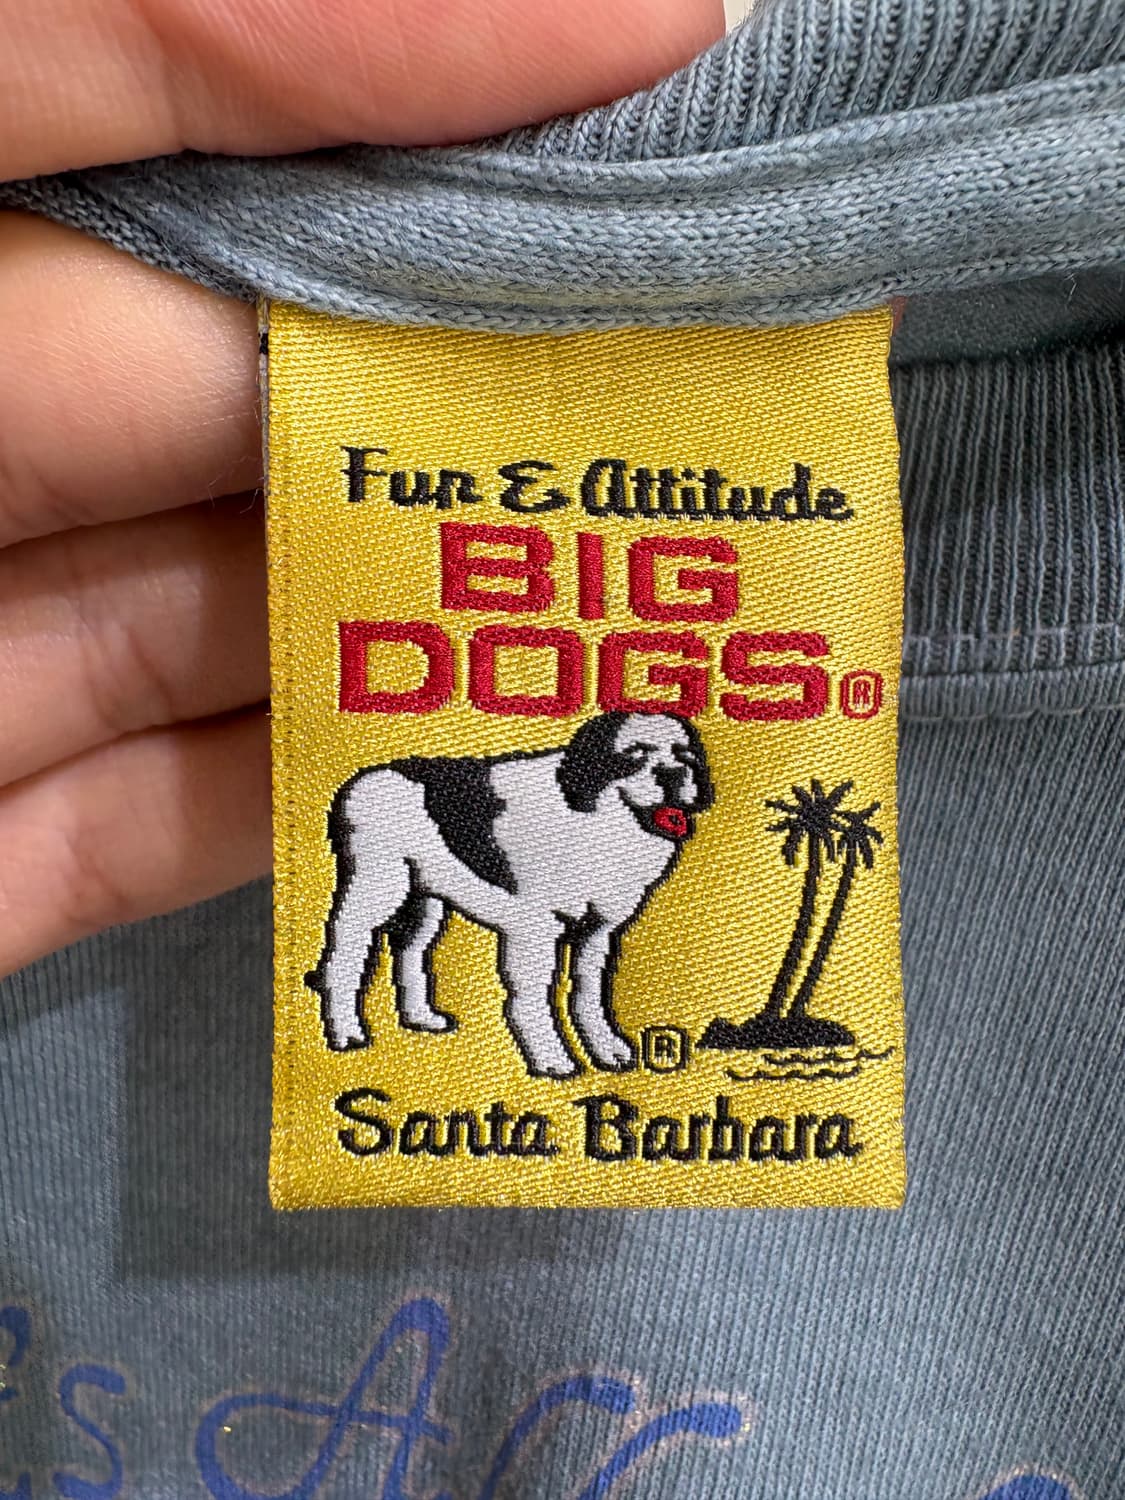 Fun & Attitude
BIG
DOGS®
®
Santa Barbara